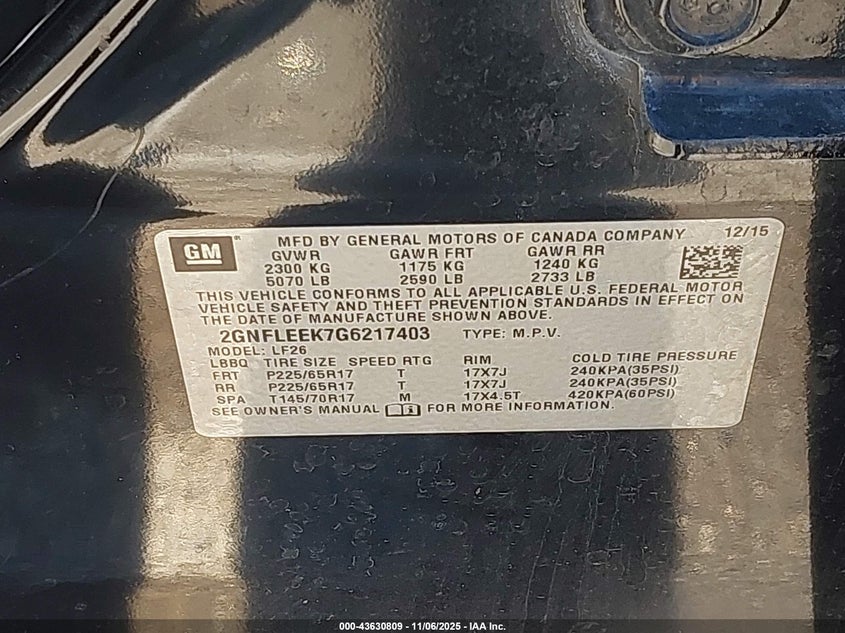 GM® MFD BY GENERAL MOTORS OF CANADA COMPANY 12/15
GVWR GAWR FRT GAWR RR
2300 KG 1175 KG 1240 KG
5070 LB 2590 LB 2733 LB
THIS VEHICLE CONFORMS TO ALL APPLICABLE U.S. FEDERAL MOTOR
VEHICLE SAFETY AND THEFT PREVENTION STANDARDS IN EFFECT ON
THE DATE OF MANUFACTURE SHOWN ABOVE.
2GNFLEEK7G6217403 TYPE: M.P.V.
MODEL: LF26
LBBQ TIRE SIZE SPEED RTG RIM COLD TIRE PRESSURE
FRT P225/65R17 T 17X7J 240KPA(35PSI)
RR P225/65R17 T 17X7J 240KPA(35PSI)
SPA T145/70R17 M 17X4.5T 420KPA(60PSI)
SEE OWNER'S MANUAL FOR MORE INFORMATION.
000-43630809 - 11/06/2025 - IAA Inc.